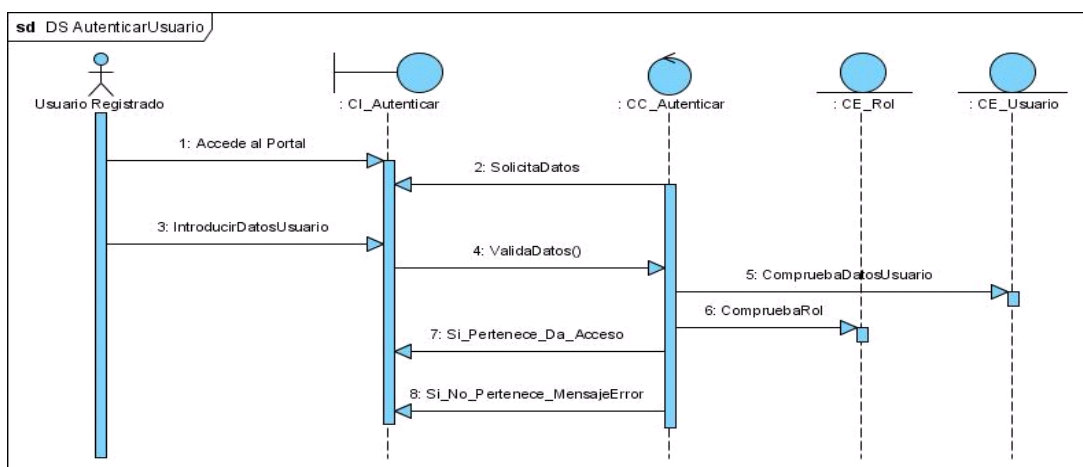 sd DS AutenticarUsuario
Usuario Registrado
: CI_Autenticar
: CC_Autenticar
: CE_Rol
: CE_Usuario
1: Accede al Portal
2: SolicitaDatos
3: IntroducirDatosUsuario
4: ValidaDatos()
5: CompruebaDatosUsuario
6: CompruebaRol
7: Si_Pertenece_Da_Acceso
8: Si_No_Pertenece_MensajeError